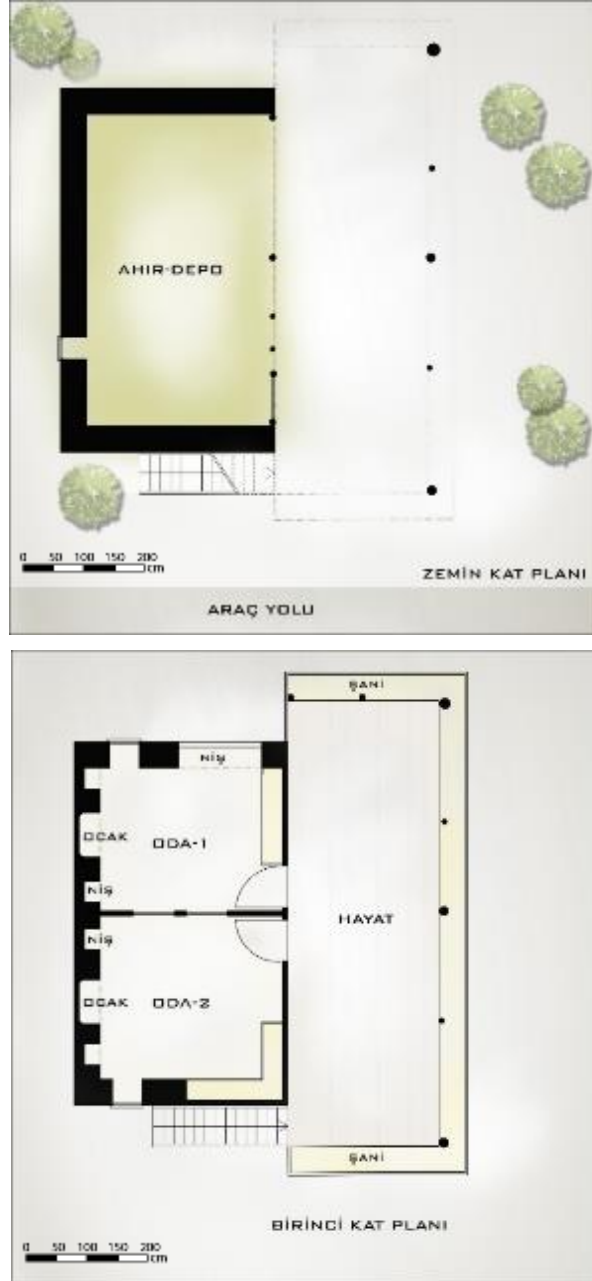 AHIR-DEPO
0 50 100 150 200
cm
ZEMİN KAT PLANI
ARAÇ YOLU
ŞANİ
NİŞ
OCAK
ODA-1
NİŞ
HAYAT
NİŞ
OCAK
ODA-2
ŞANİ
BİRİNCİ KAT PLANI
0 50 100 150 200
cm